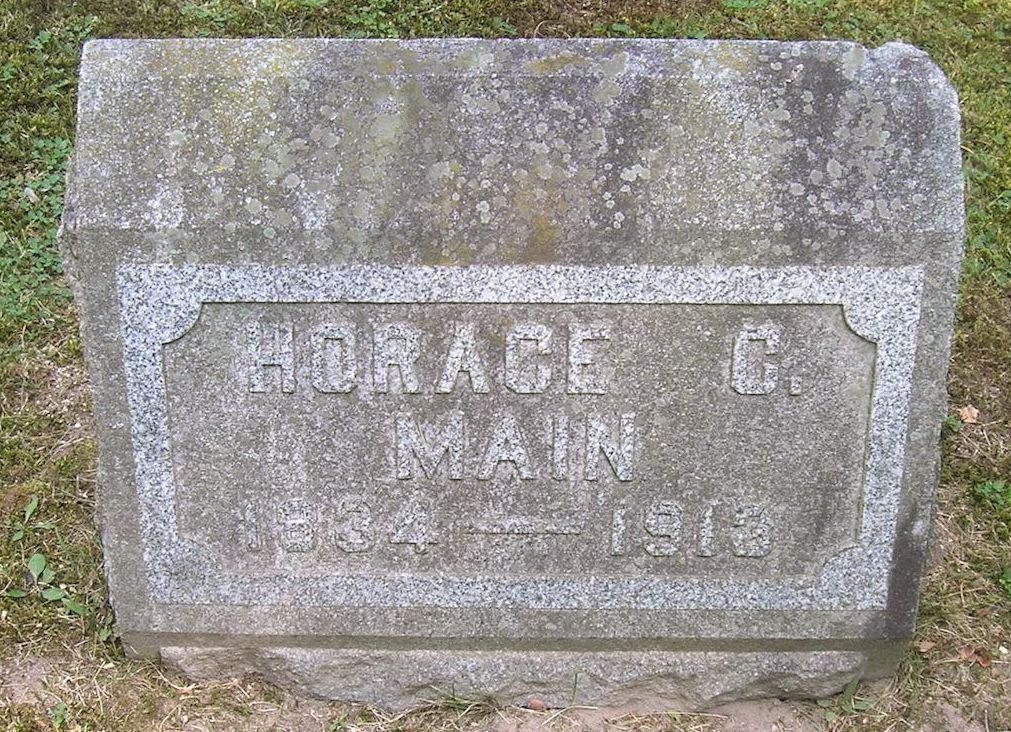 HORACE C.
MAIN
1834 — 1913